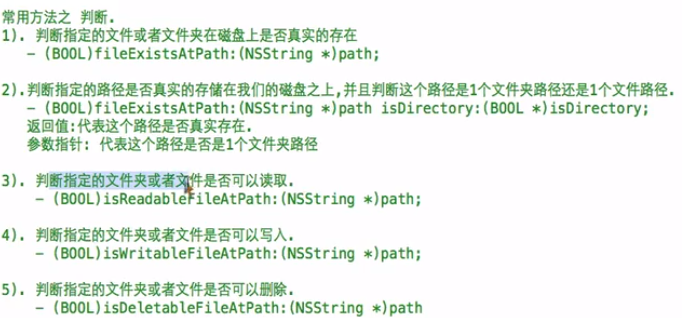 常用方法之 判断.
1). 判断指定的文件或者文件夹在磁盘上是否真实的存在
- (BOOL)fileExistsAtPath:(NSString *)path;
2).判断指定的路径是否真实的存储在我们的磁盘之上,并且判断这个路径是1个文件夹路径还是1个文件路径.
- (BOOL)fileExistsAtPath:(NSString *)path isDirectory:(BOOL *)isDirectory;
返回值:代表这个路径是否真实存在.
参数指针: 代表这个路径是否是1个文件夹路径
3). 判断指定的文件夹或者文件是否可以读取.
- (BOOL)isReadableFileAtPath:(NSString *)path;
4). 判断指定的文件夹或者文件是否可以写入.
- (BOOL)isWritableFileAtPath:(NSString *)path;
5). 判断指定的文件夹或者文件是否可以删除.
- (BOOL)isDeletableFileAtPath:(NSString *)path